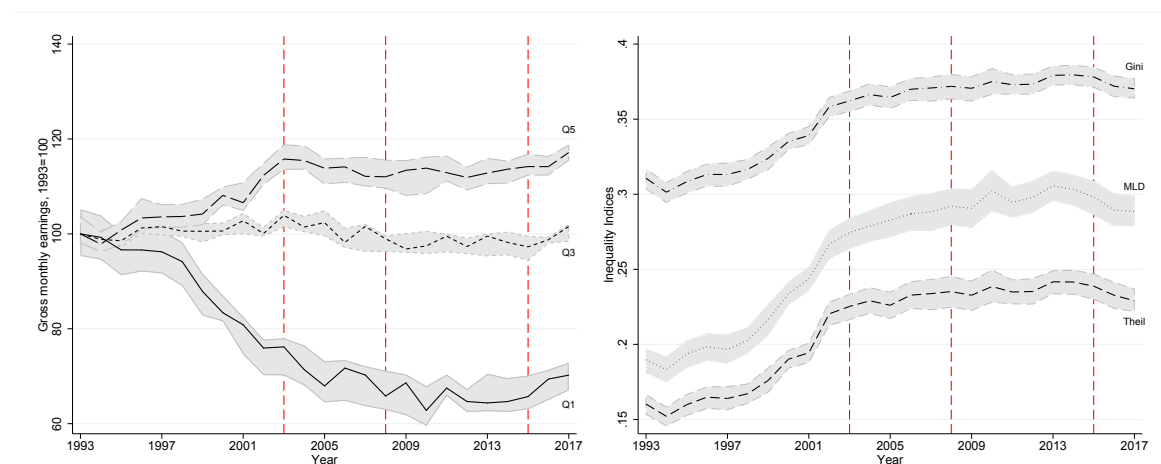 Gross monthly earnings, 1993=100
140
120
100
80
60
Q5
Q3
Q1
1993 1997 2001 2005 2009 2013 2017
Year
Inequality Indices
.4
.35
.3
.25
.2
.15
Gini
MLD
Theil
1993 1997 2001 2005 2009 2013 2017
Year